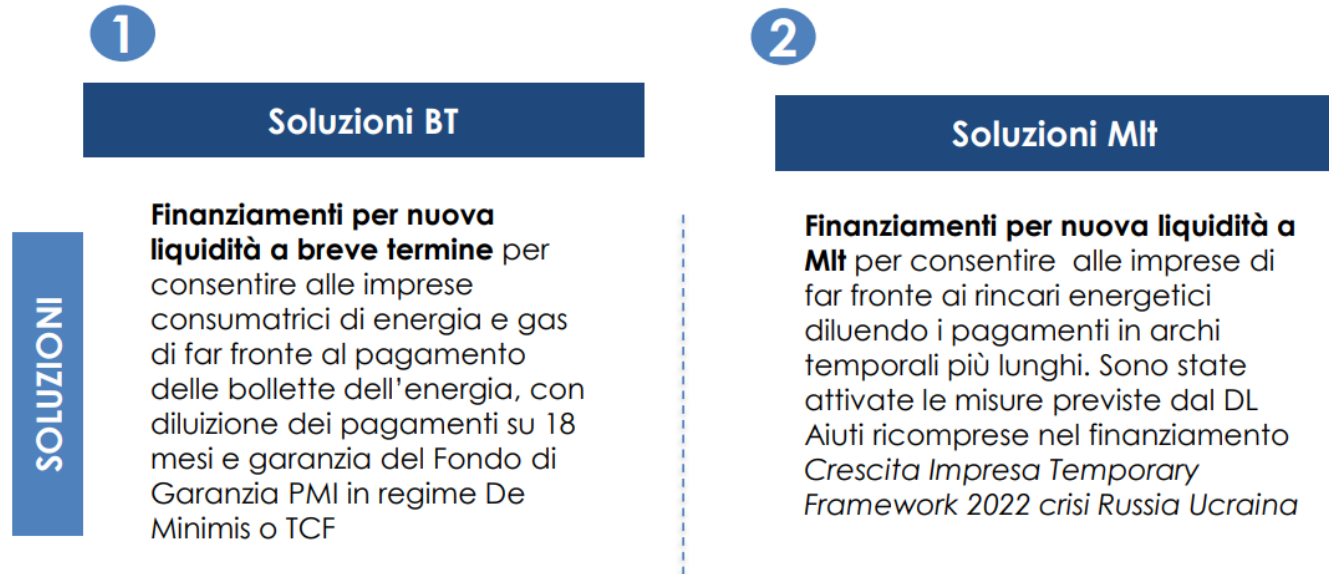 1
Soluzioni BT
SOLUZIONI
Finanziamenti per nuova
liquidità a breve termine per
consentire alle imprese
consumatrici di energia e gas
di far fronte al pagamento
delle bollette dell'energia, con
diluizione dei pagamenti su 18
mesi e garanzia del Fondo di
Garanzia PMI in regime De
Minimis o TCF
2
Soluzioni Mlt
Finanziamenti per nuova liquidità a
Mlt per consentire  alle imprese di
far fronte ai rincari energetici
diluendo i pagamenti in archi
temporali più lunghi. Sono state
attivate le misure previste dal DL
Aiuti ricomprese nel finanziamento
Crescita Impresa Temporary
Framework 2022 crisi Russia Ucraina